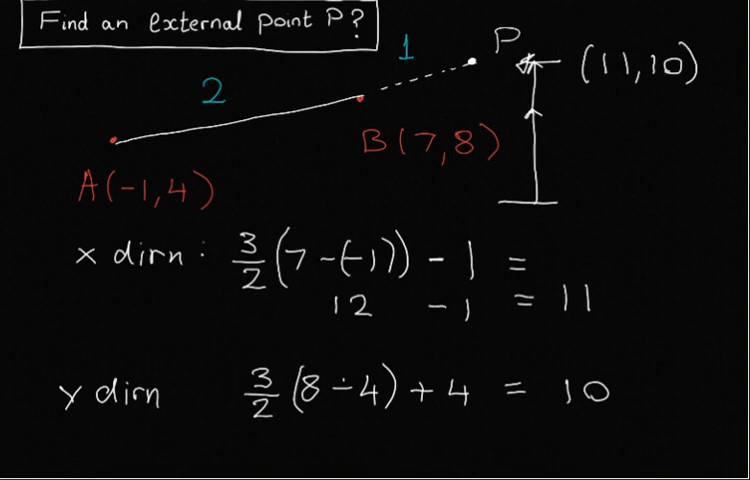 Find an external point P?
1
P
(11,10)
2
B(7,8)
A(-1,4)
x dirn: 3/2 (7-(-1)) - 1 =
12 - 1 = 11
y dirn 3/2 (8-4) + 4 = 10